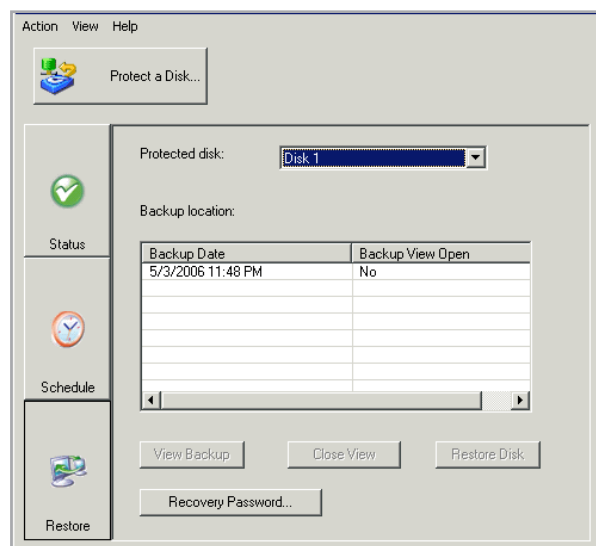 Action View Help
Protect a Disk...
Protected disk: Disk 1
Backup location:
Status
Backup Date Backup View Open
5/3/2006 11:48 PM No
Schedule
View Backup Close View Restore Disk
Recovery Password...
Restore